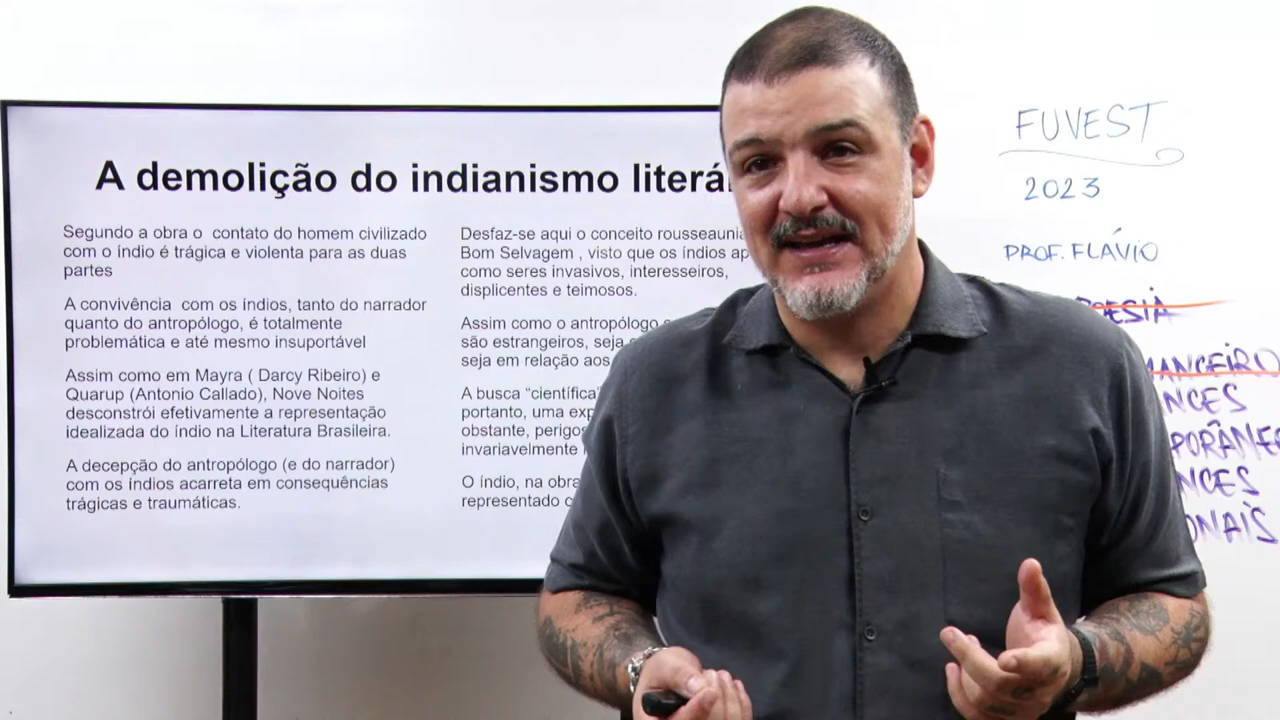 A demolição do indianismo
Segundo a obra o contato do homem civilizado
com o índio é trágica e violenta para as duas
partes
A convivência com os índios, tanto do narrador
quanto do antropólogo, é totalmente
problemática e até mesmo insuportável
Assim como em Mayra ( Darcy Ribeiro) e
Quarup (Antonio Callado), Nove Noites
desconstrói efetivamente a representação
idealizada do índio na Literatura Brasileira.
A decepção do antropólogo (e do narrador)
com os índios acarreta em consequências
trágicas e traumáticas.
Desfaz-se aqui o conceito
Bom Selvagem , visto que os índios
como seres invasivos, interesseiros,
displicentes e teimosos.
Assim como o antropólogo
são estrangeiros, seja
seja em relação aos
A busca "científica"
portanto, uma
obstante,
invariavelmente
O índio, na obra
representado
FUVEST
2023
PROF. FLÁVIO
POESIA